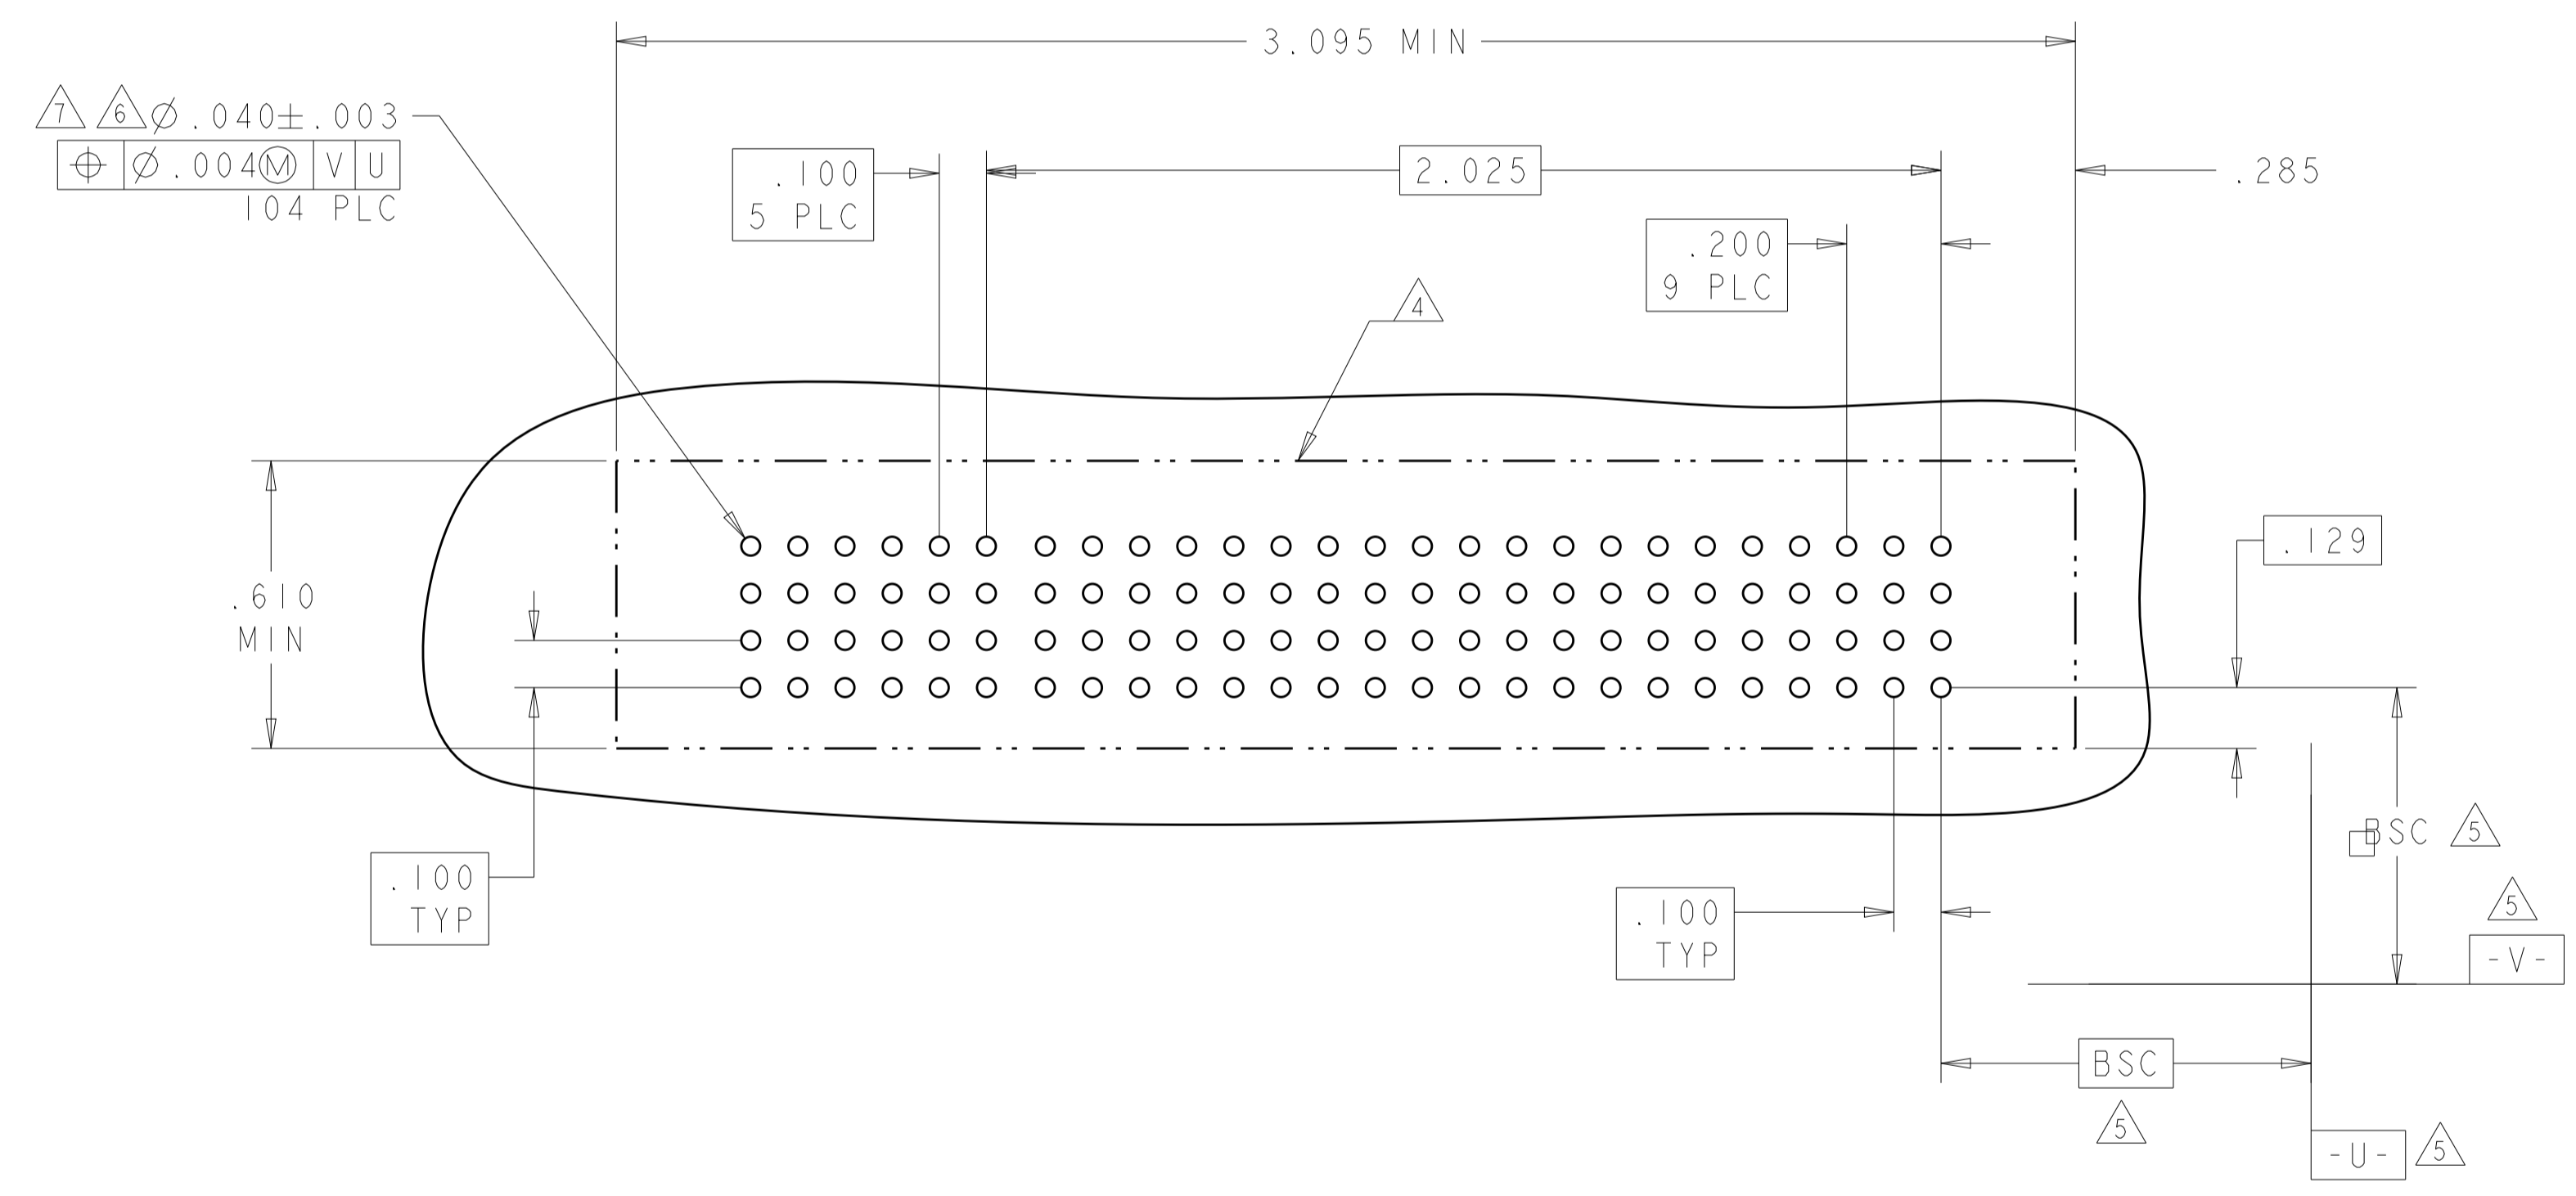 3.095 MIN
7 6 ⌀.040±.003
⌖ ⌀.004Ⓜ V U
104 PLC
.100
5 PLC
2.025
.285
.200
9 PLC
4
.129
.610
MIN
BSC 5
.100
TYP
.100
TYP
5
-V-
BSC
5
-U- 5